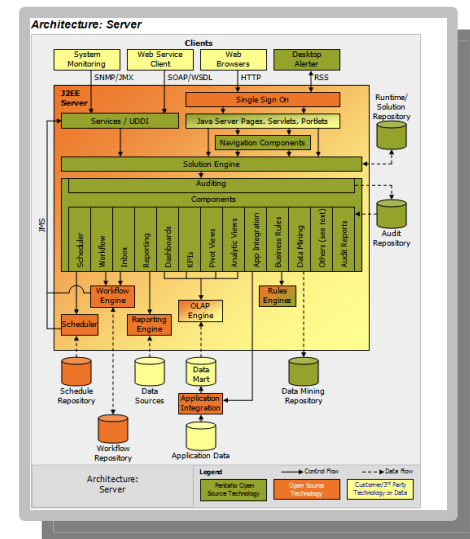 Architecture: Server
Clients
System
Monitoring
Web Service
Client
Web
Browsers
Desktop
Alerter
SNMP/JMX
SOAP/WSDL
HTTP
RSS
J2EE
Server
Single Sign On
Runtime/
Solution
Repository
Services / UDDI
Java Server Pages, Servlets, Portlets
Navigation Components
Solution Engine
Auditing
Components
Audit
Repository
JMS
Scheduler
Workflow
Inbox
Reporting
Dashboards
KPIs
Pivot Views
Analytic Views
App Integration
Business Rules
Data Mining
Others (see text)
Audit Reports
Workflow
Engine
Rules
Engines
Scheduler
Reporting
Engine
OLAP
Engine
Schedule
Repository
Data
Sources
Data
Mart
Data Mining
Repository
Application
Integration
Workflow
Repository
Application Data
Architecture:
Server
Legend
Control Flow
Data Flow
Pentaho Open
Source Technology
Open Source
Technology
Customer/3rd Party
Technology or Data